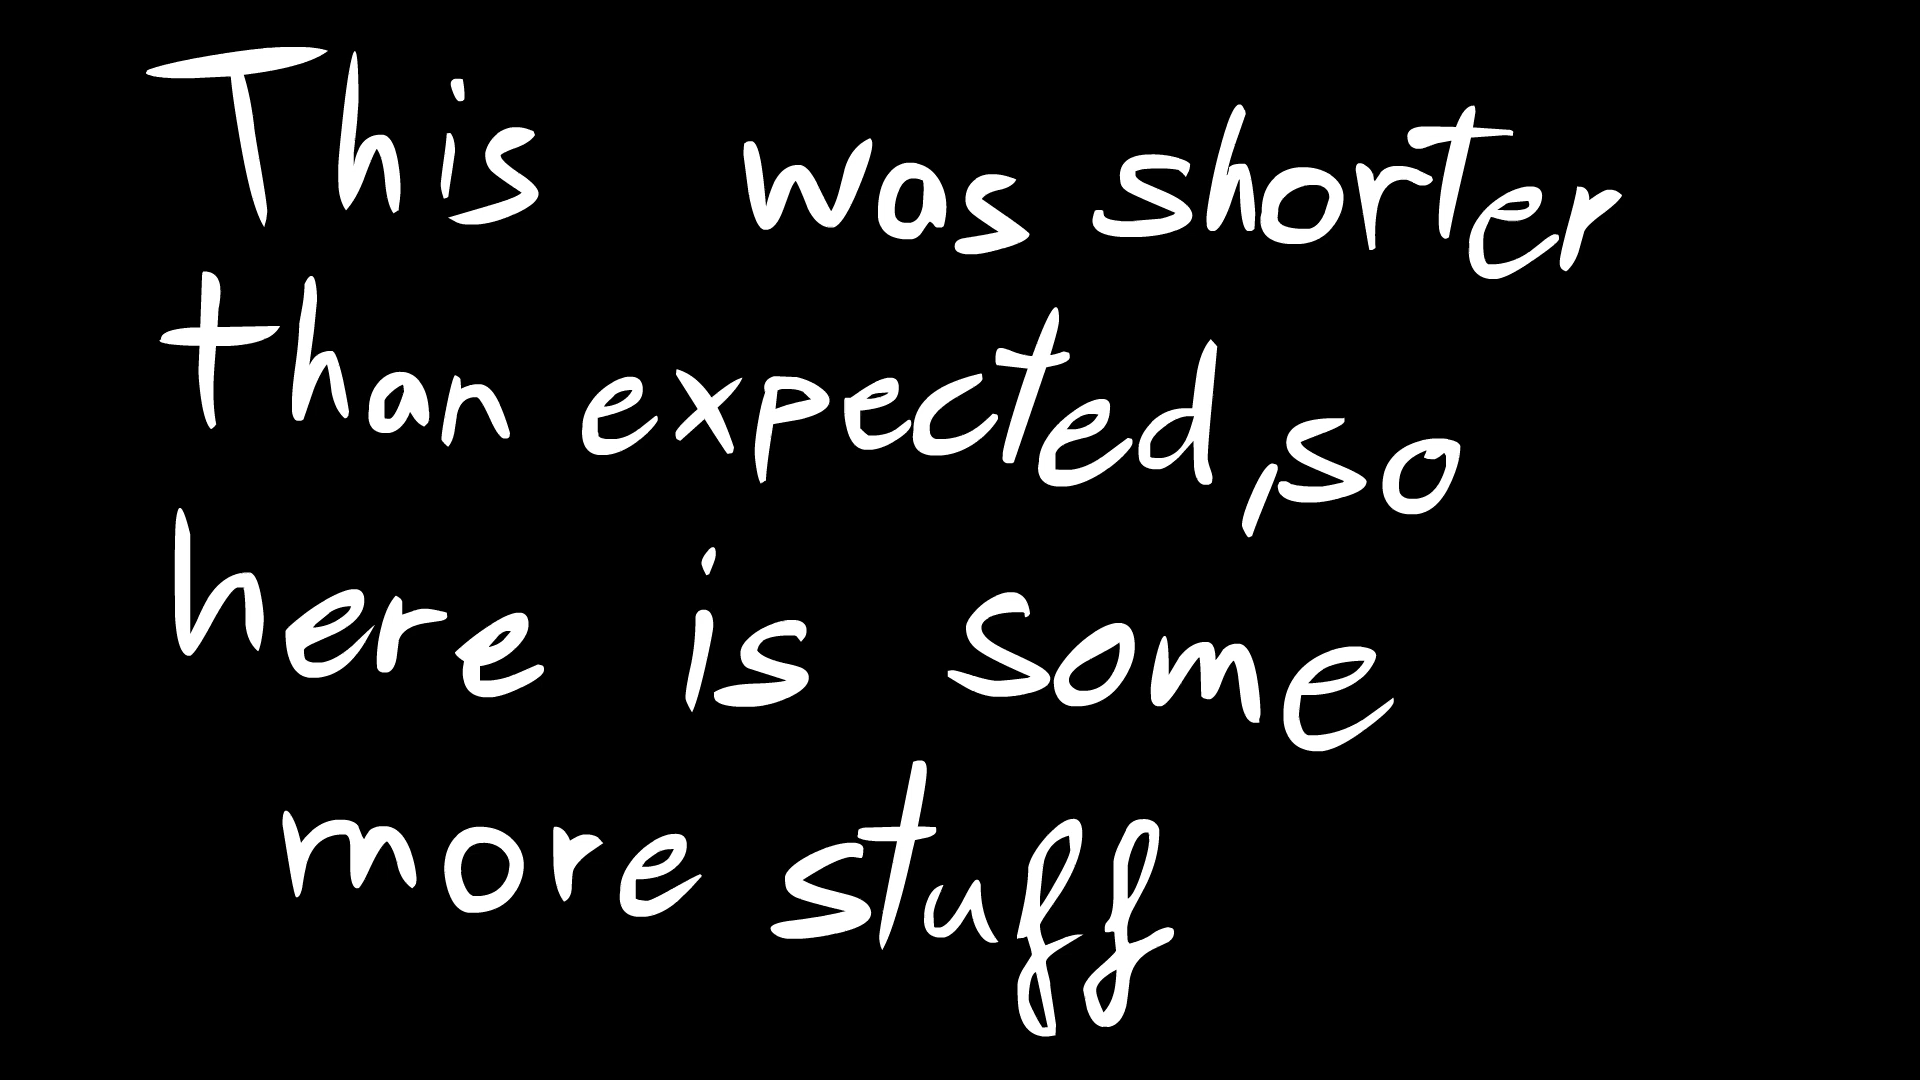 This was shorter
than expected, so
here is some
more stuff